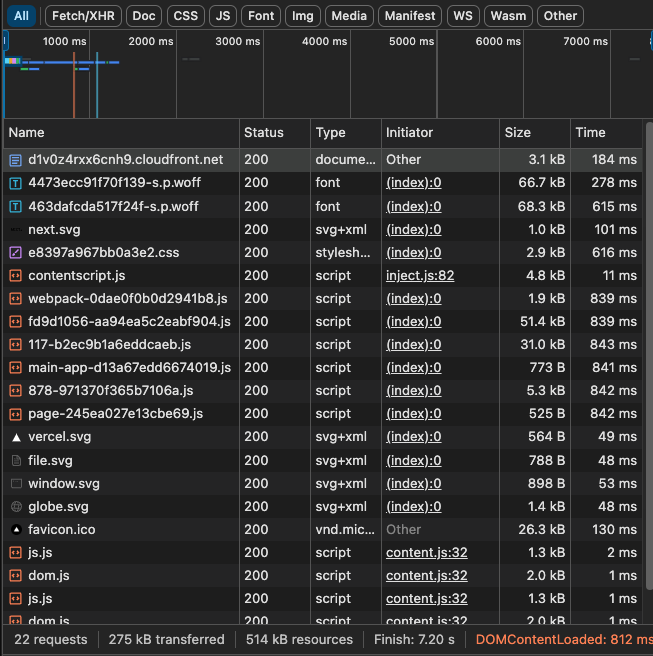 All Fetch/XHR Doc CSS JS Font Img Media Manifest WS Wasm Other
1000 ms 2000 ms 3000 ms 4000 ms 5000 ms 6000 ms 7000 ms
Name Status Type Initiator Size Time
d1v0z4rxx6cnh9.cloudfront.net 200 docume... Other 3.1 kB 184 ms
4473ecc91f70f139-s.p.woff 200 font (index):0 66.7 kB 278 ms
463dafcda517f24f-s.p.woff 200 font (index):0 68.3 kB 615 ms
next.svg 200 svg+xml (index):0 1.0 kB 101 ms
e8397a967bb0a3e2.css 200 stylesh... (index):0 2.9 kB 616 ms
contentscript.js 200 script inject.js:82 4.8 kB 11 ms
webpack-0dae0f0b0d2941b8.js 200 script (index):0 1.9 kB 839 ms
fd9d1056-aa94ea5c2eabf904.js 200 script (index):0 51.4 kB 839 ms
117-b2ec9b1a6eddcaeb.js 200 script (index):0 31.0 kB 843 ms
main-app-d13a67edd6674019.js 200 script (index):0 773 B 841 ms
878-971370f365b7106a.js 200 script (index):0 5.3 kB 842 ms
page-245ea027e13cbe69.js 200 script (index):0 525 B 842 ms
vercel.svg 200 svg+xml (index):0 564 B 49 ms
file.svg 200 svg+xml (index):0 788 B 48 ms
window.svg 200 svg+xml (index):0 898 B 53 ms
globe.svg 200 svg+xml (index):0 1.4 kB 48 ms
favicon.ico 200 vnd.mic... Other 26.3 kB 130 ms
js.js 200 script content.js:32 1.3 kB 2 ms
dom.js 200 script content.js:32 2.0 kB 1 ms
js.js 200 script content.js:32 1.3 kB 1 ms
dom.js 200 script content.js:32 2.0 kB 1 ms
22 requests 275 kB transferred 514 kB resources Finish: 7.20 s DOMContentLoaded: 812 ms